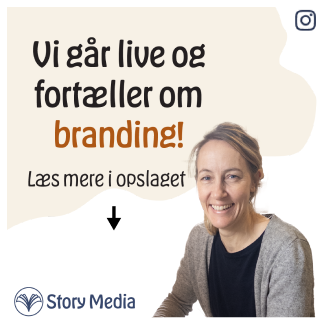 Vi går live og
fortæller om
branding!
Læs mere i opslaget
Story Media